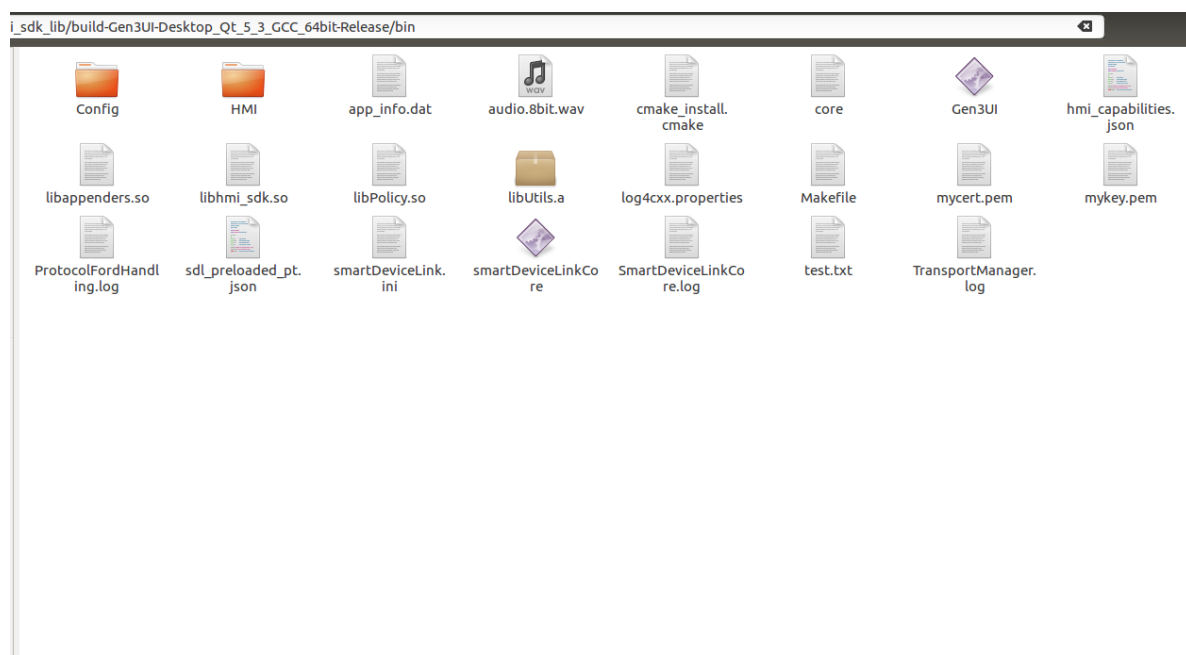 i_sdk_lib/build-Gen3UI-Desktop_Qt_5_3_GCC_64bit-Release/bin
Config
HMI
app_info.dat
wav
audio.8bit.wav
cmake_install.
cmake
core
Gen3UI
hmi_capabilities.
json
libappenders.so
libhmi_sdk.so
libPolicy.so
libUtils.a
log4cxx.properties
Makefile
mycert.pem
mykey.pem
ProtocolFordHandl
ing.log
sdl_preloaded_pt.
json
smartDeviceLink.
ini
smartDeviceLinkCo
re
SmartDeviceLinkCo
re.log
test.txt
TransportManager.
log